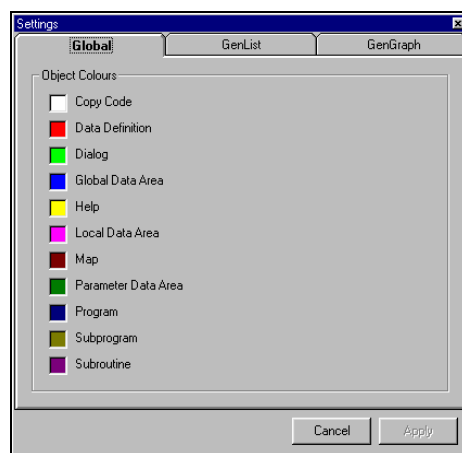 Settings
Global GenList GenGraph
Object Colours
Copy Code
Data Definition
Dialog
Global Data Area
Help
Local Data Area
Map
Parameter Data Area
Program
Subprogram
Subroutine
Cancel Apply